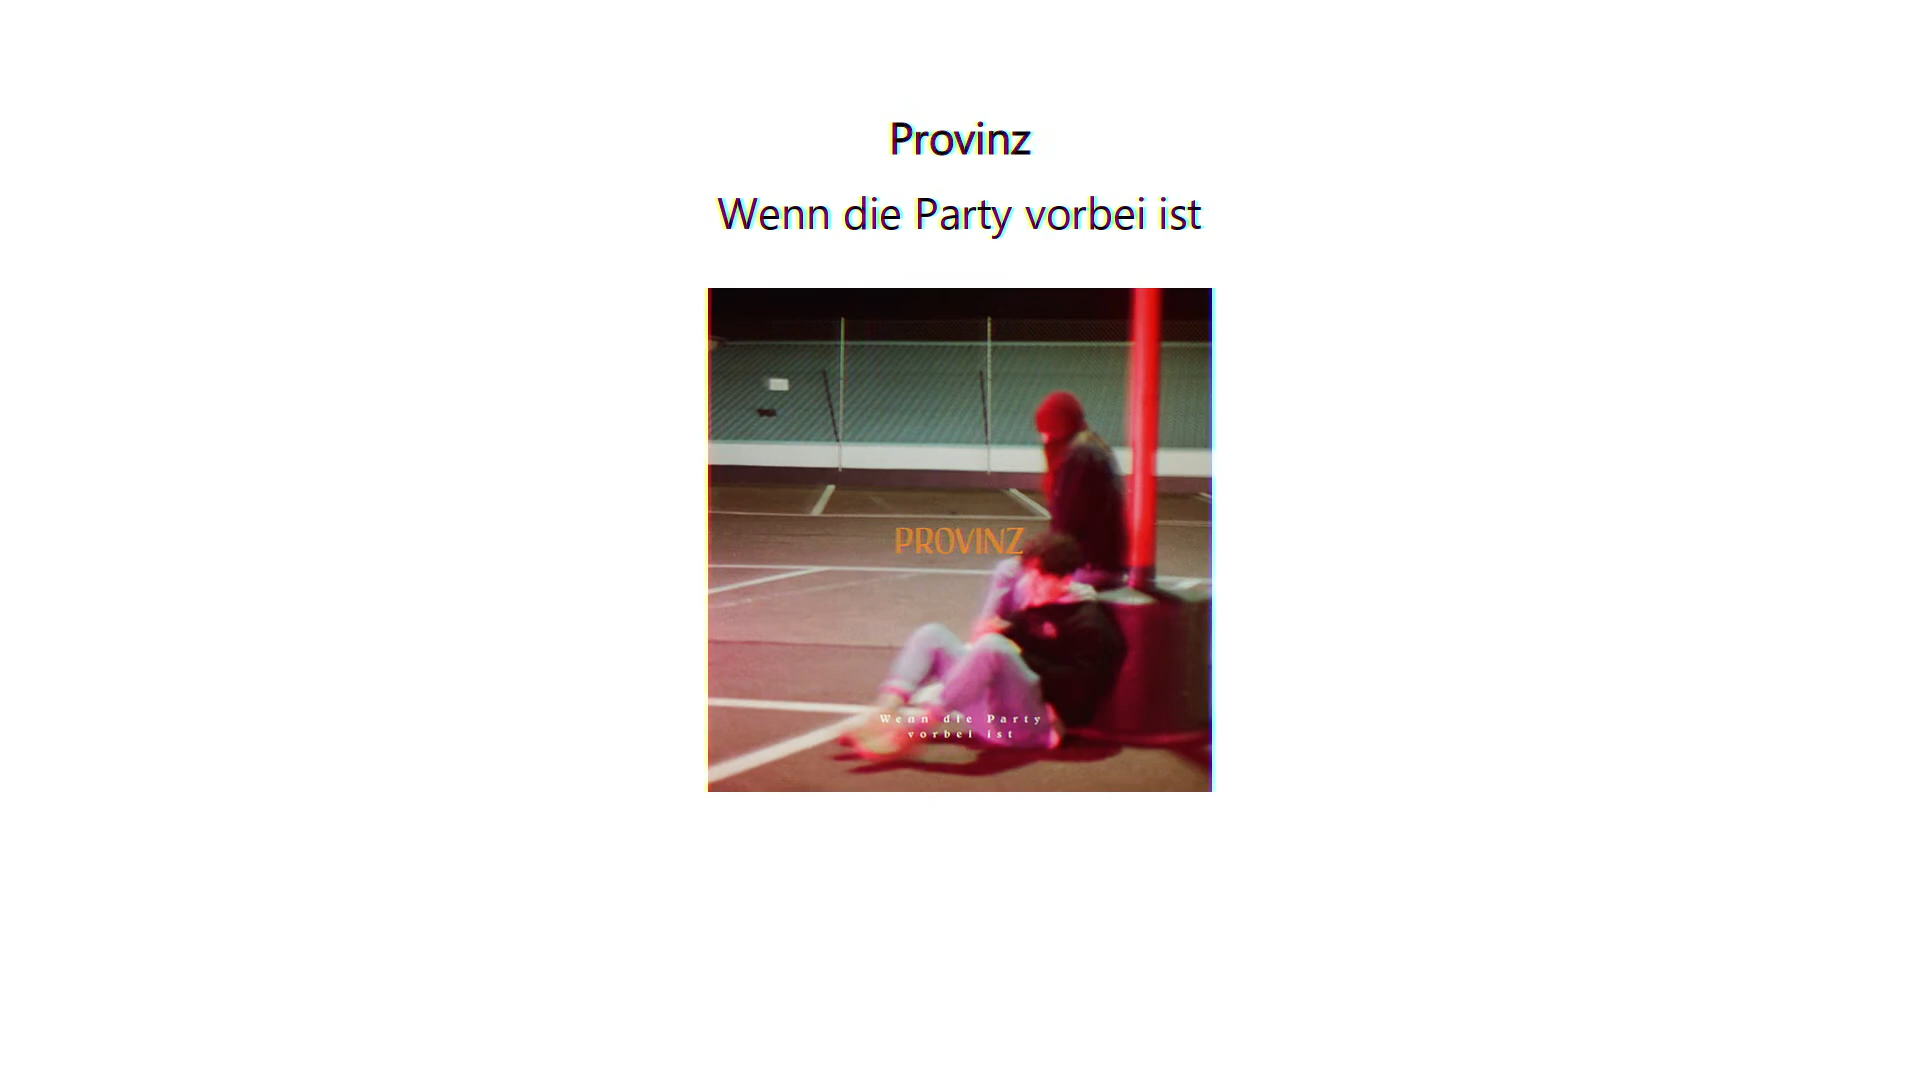 Provinz
Wenn die Party vorbei ist
PROVINZ
Wenn die Party
vorbei ist